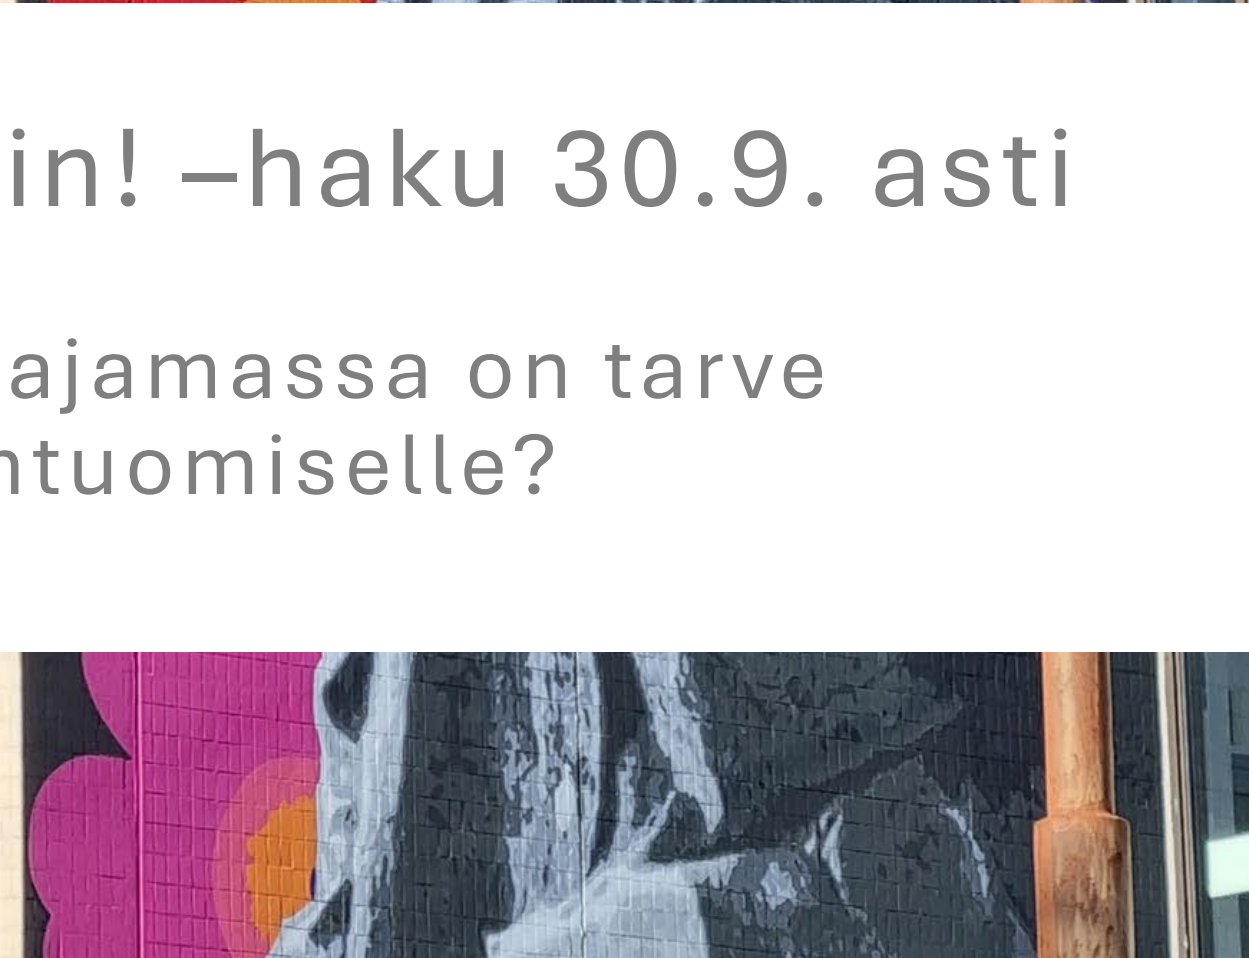 in! –haku 30.9. asti
ajamassa on tarve
ntuomiselle?